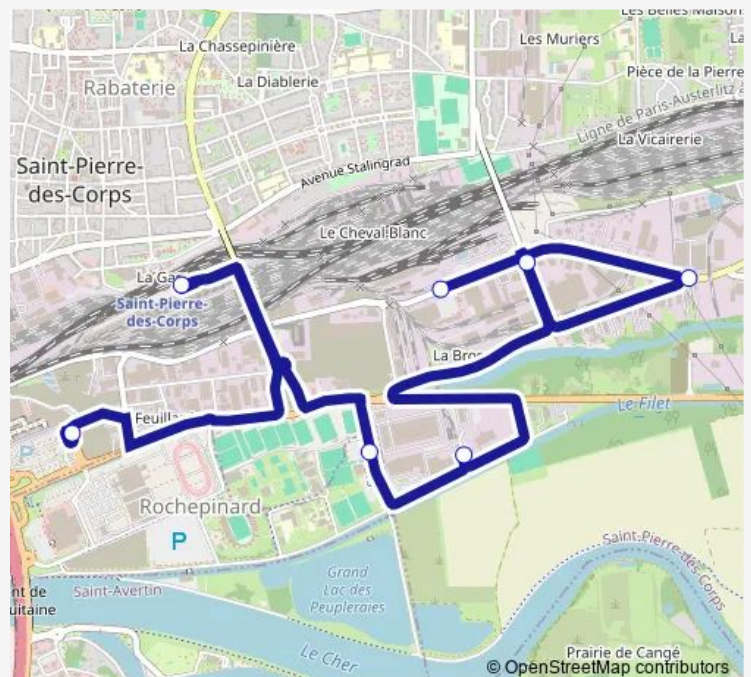 Les Belles Maisons
La Chassepinière
Les Muriers
La Diablerie
Pièce de la Pierre
Rabaterie
Ligne de Paris-Austerlitz
La Vicairerie
Saint-Pierre-
des-Corps
Avenue Stalingrad
Le Cheval Blanc
La Ga
Saint-Pierre-
des-Corps
La Bro
Le Filet
Feuilla
P
Rochepinard
P
Saint-Pierre-des-Corps
Grand
Lac des
Peupleraies
Saint-Avertin
nt de
uitaine
Le Cher
Prairie de Cangé
© OpenStreetMap contributors